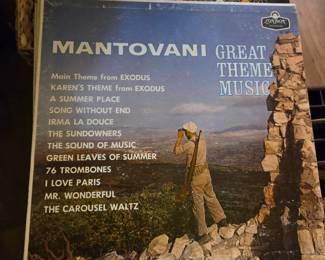 LONDON
MANTOVANI
GREAT
THEME
MUSIC
Main Theme from EXODUS
KAREN'S THEME from EXODUS
A SUMMER PLACE
SONG WITHOUT END
IRMA LA DOUCE
THE SUNDOWNERS
THE SOUND OF MUSIC
GREEN LEAVES OF SUMMER
76 TROMBONES
I LOVE PARIS
MR. WONDERFUL
THE CAROUSEL WALTZ